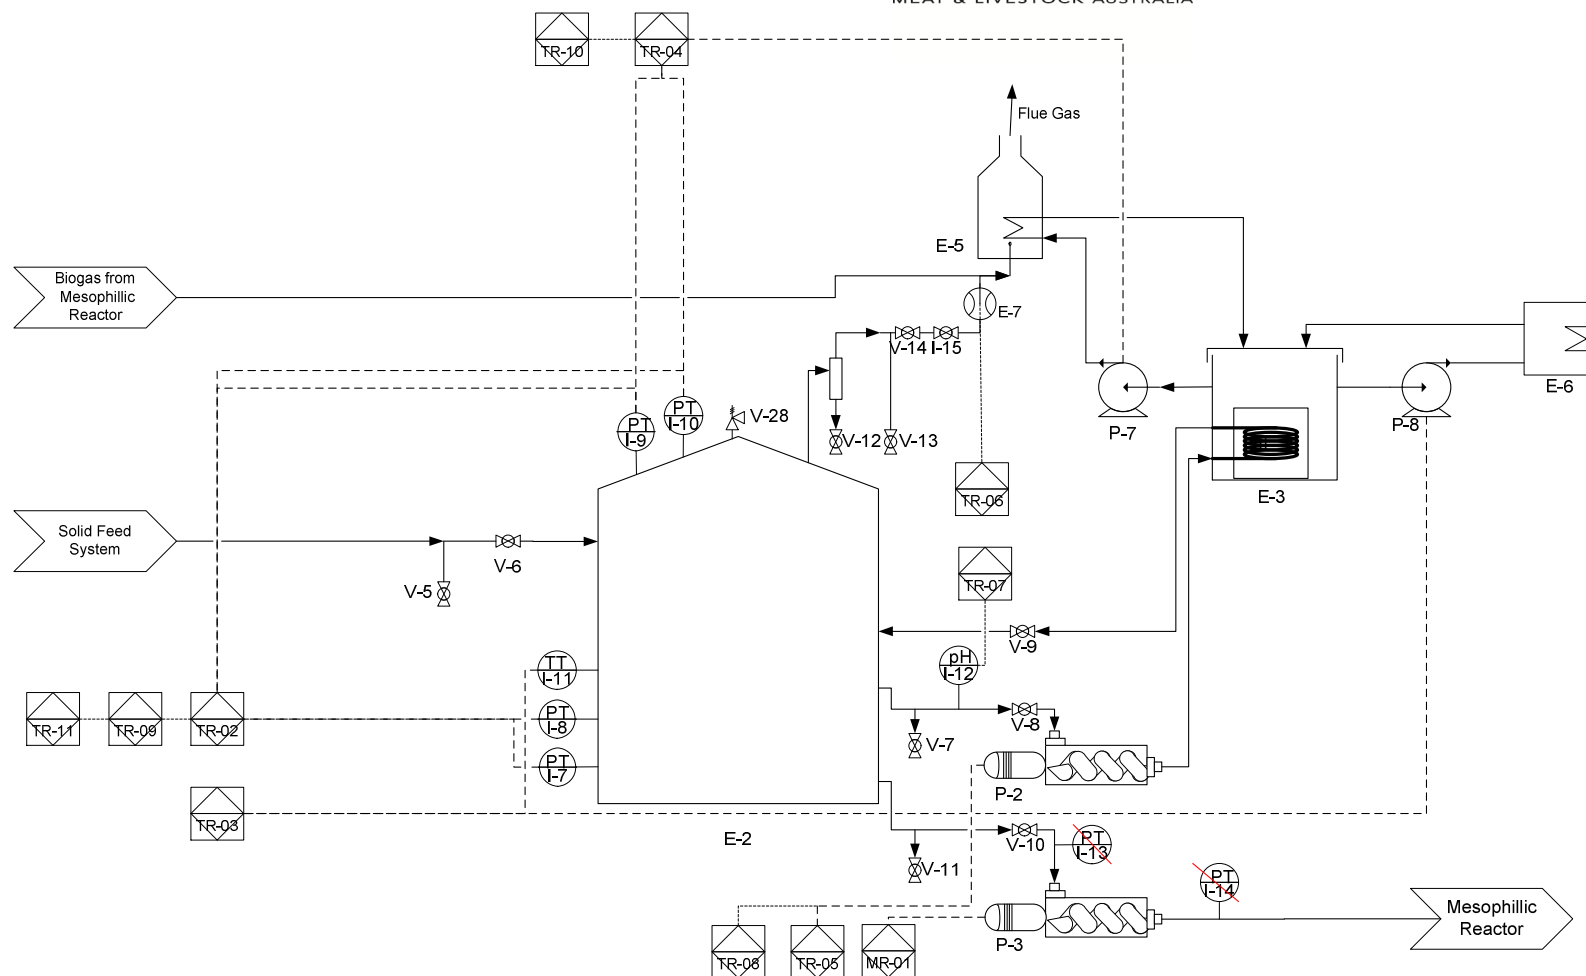 MEAT & LIVESTOCK AUSTRALIA
TR-10
TR-04
Flue Gas
E-5
Biogas from
Mesophillic
Reactor
E-7
V-14
I-15
E-6
PT
I-9
PT
I-10
V-28
V-12
V-13
P-7
P-8
TR-06
E-3
Solid Feed
System
V-6
V-5
TR-07
V-9
TT
I-11
pH
I-12
TR-11
TR-09
TR-02
PT
I-8
V-8
V-7
PT
I-7
P-2
TR-03
E-2
V-10
PT
I-13
V-11
PT
I-14
Mesophillic
Reactor
P-3
TR-08
TR-05
MR-01